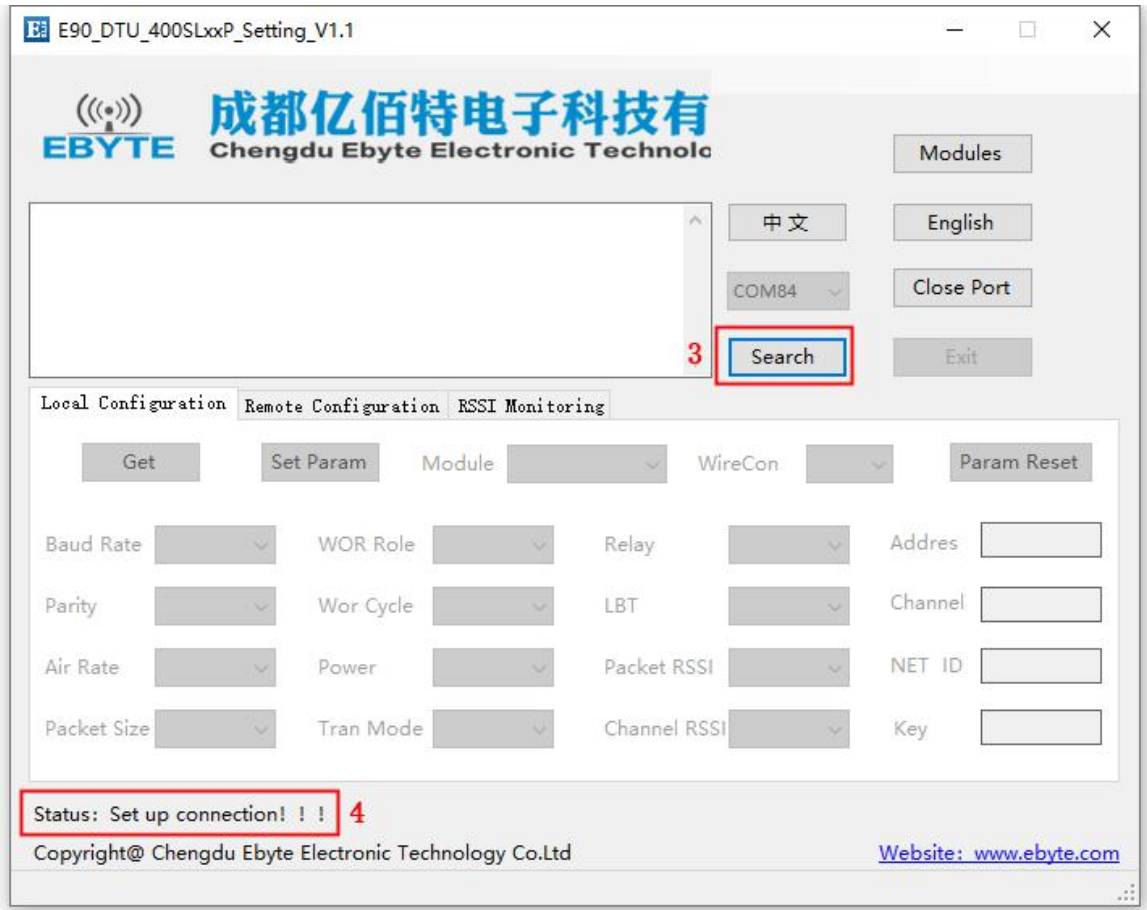 E90_DTU_400SLxxP_Setting_V1.1
EBYTE
成都亿佰特电子科技有
Chengdu Ebyte Electronic Technolo
Modules
中文
English
COM84
Close Port
3
Search
Exit
Local Configuration
Remote Configuration
RSSI Monitoring
Get
Set Param
Module
WireCon
Param Reset
Baud Rate
WOR Role
Relay
Addres
Parity
Wor Cycle
LBT
Channel
Air Rate
Power
Packet RSSI
NET ID
Packet Size
Tran Mode
Channel RSSI
Key
Status: Set up connection! ! !
4
Copyright@ Chengdu Ebyte Electronic Technology Co.Ltd
Website: www.ebyte.com